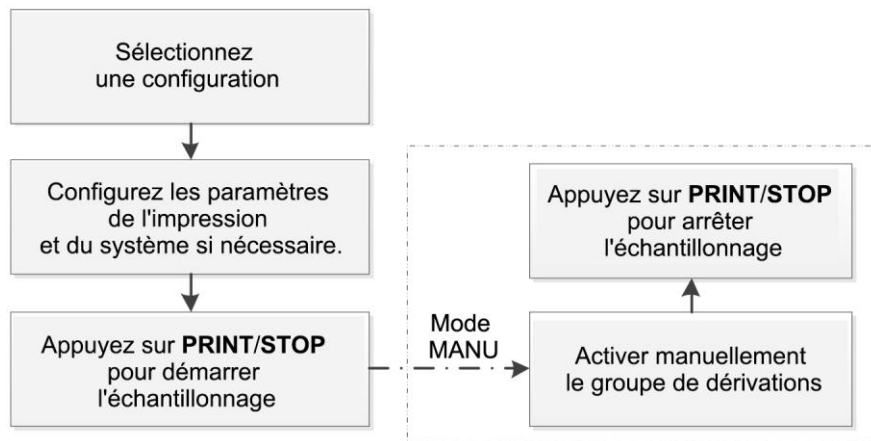 Sélectionnez
une configuration
Configurez les paramètres
de l'impression
et du système si nécessaire.
Appuyez sur PRINT/STOP
pour démarrer
l'échantillonnage
Mode
MANU
Activer manuellement
le groupe de dérivations
Appuyez sur PRINT/STOP
pour arrêter
l'échantillonnage